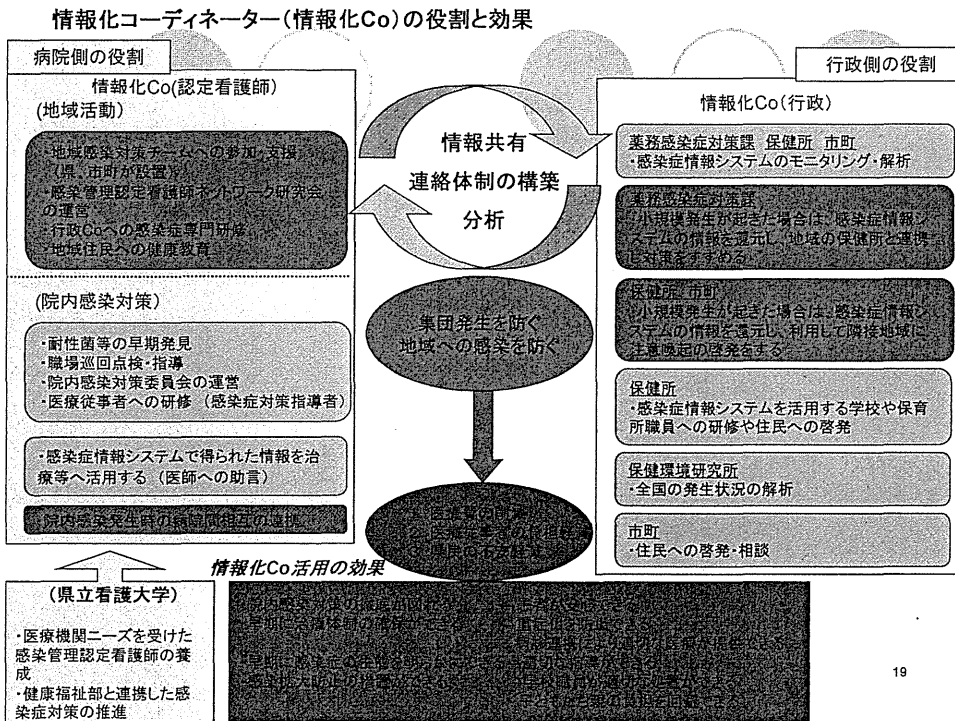 情報化コーディネーター(情報化Co)の役割と効果
病院側の役割
情報化Co(認定看護師)
(地域活動)
・地域感染対策チームへの参加・支援
(県、市町が設置)
・感染管理認定看護師ネットワーク研究会
の運営
・行政Coへの感染症専門研修
・地域住民への健康教育
(院内感染対策)
・耐性菌等の早期発見
・職場巡回点検・指導
・院内感染対策委員会の運営
・医療従事者への研修 (感染症対策指導者)
・感染症情報システムで得られた情報を治
療等へ活用する (医師への助言)
院内感染発生時の病院間相互の連携
(県立看護大学)
・医療機関ニーズを受けた
感染管理認定看護師の養
成
・健康福祉部と連携した感
染症対策の推進
情報共有
連絡体制の構築
分析
集団発生を防ぐ
地域への感染を防ぐ
情報化Co活用の効果
行政側の役割
情報化Co(行政)
薬務感染症対策課 保健所 市町
・感染症情報システムのモニタリング・解析
薬務感染症対策課
・小規模発生が起きた場合は、感染症情報シ
ステムの情報を還元し、地域の保健所と連携
し対策をすすめる
保健所 市町
・小規模発生が起きた場合は、感染症情報シ
ステムの情報を還元し、利用して隣接地域に
注意喚起の啓発をする
保健所
・感染症情報システムを活用する学校や保育
所職員への研修や住民への啓発
保健環境研究所
・全国の発生状況の解析
市町
・住民への啓発・相談
19